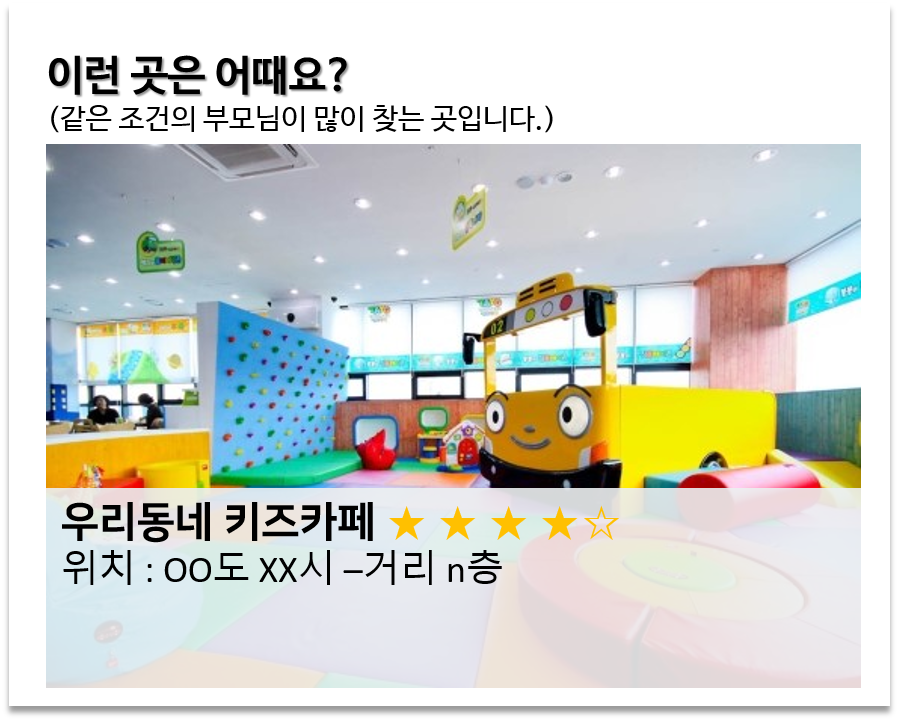 이런 곳은 어때요?
(같은 조건의 부모님이 많이 찾는 곳입니다.)
02
우리동네 키즈카페 ★ ★ ★ ★☆
위치 : OO도 XX시 –거리 n층